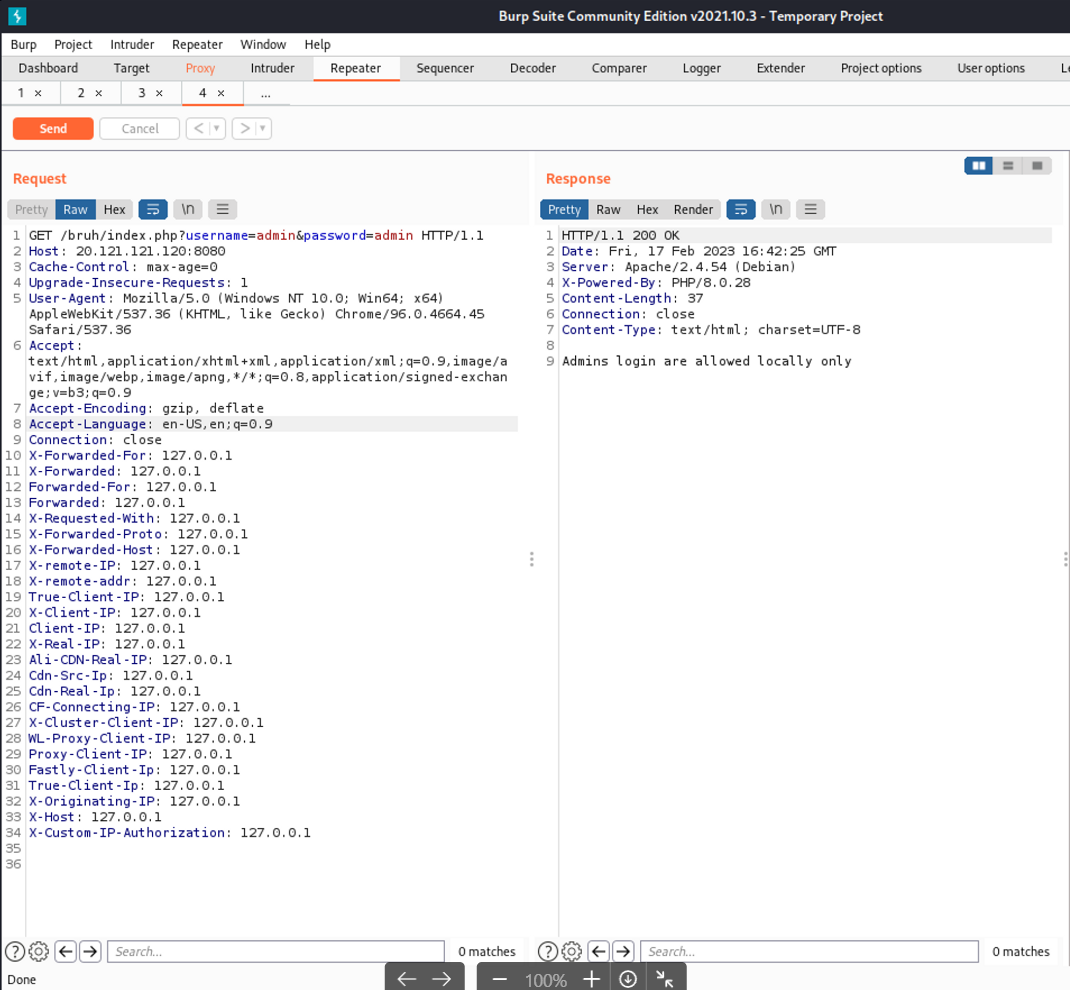 Burp Suite Community Edition v2021.10.3 - Temporary Project
Burp Project Intruder Repeater Window Help
Dashboard Target Proxy Intruder Repeater Sequencer Decoder Comparer Logger Extender Project options User options
1 × 2 × 3 × 4 × ...
Send Cancel < >
Request
Pretty Raw Hex \n
1 GET /bruh/index.php?username=admin&password=admin HTTP/1.1
2 Host: 20.121.121.120:8080
3 Cache-Control: max-age=0
4 Upgrade-Insecure-Requests: 1
5 User-Agent: Mozilla/5.0 (Windows NT 10.0; Win64; x64)
AppleWebKit/537.36 (KHTML, like Gecko) Chrome/96.0.4664.45
Safari/537.36
6 Accept:
text/html,application/xhtml+xml,application/xml;q=0.9,image/a
vif,image/webp,image/apng,*/*;q=0.8,application/signed-exchan
ge;v=b3;q=0.9
7 Accept-Encoding: gzip, deflate
8 Accept-Language: en-US,en;q=0.9
9 Connection: close
10 X-Forwarded-For: 127.0.0.1
11 X-Forwarded: 127.0.0.1
12 Forwarded-For: 127.0.0.1
13 Forwarded: 127.0.0.1
14 X-Requested-With: 127.0.0.1
15 X-Forwarded-Proto: 127.0.0.1
16 X-Forwarded-Host: 127.0.0.1
17 X-remote-IP: 127.0.0.1
18 X-remote-addr: 127.0.0.1
19 True-Client-IP: 127.0.0.1
20 X-Client-IP: 127.0.0.1
21 Client-IP: 127.0.0.1
22 X-Real-IP: 127.0.0.1
23 Ali-CDN-Real-IP: 127.0.0.1
24 Cdn-Src-Ip: 127.0.0.1
25 Cdn-Real-Ip: 127.0.0.1
26 CF-Connecting-IP: 127.0.0.1
27 X-Cluster-Client-IP: 127.0.0.1
28 WL-Proxy-Client-IP: 127.0.0.1
29 Proxy-Client-IP: 127.0.0.1
30 Fastly-Client-Ip: 127.0.0.1
31 True-Client-Ip: 127.0.0.1
32 X-Originating-IP: 127.0.0.1
33 X-Host: 127.0.0.1
34 X-Custom-IP-Authorization: 127.0.0.1
35
36
Search... 0 matches
Response
Pretty Raw Hex Render \n
1 HTTP/1.1 200 OK
2 Date: Fri, 17 Feb 2023 16:42:25 GMT
3 Server: Apache/2.4.54 (Debian)
4 X-Powered-By: PHP/8.0.28
5 Content-Length: 37
6 Connection: close
7 Content-Type: text/html; charset=UTF-8
8
9 Admins login are allowed locally only
Search... 0 matches
Done
100%